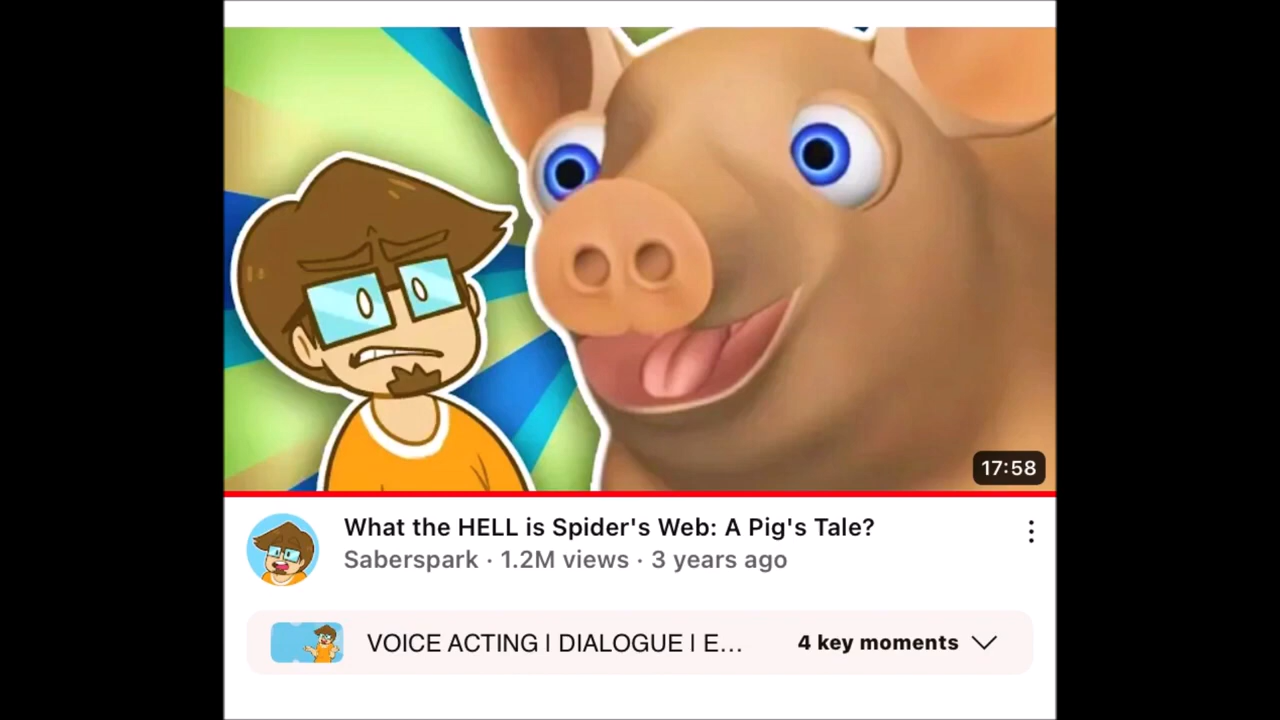 17:58
What the HELL is Spider's Web: A Pig's Tale?
Saberspark · 1.2M views · 3 years ago
VOICE ACTING | DIALOGUE | E... 4 key moments